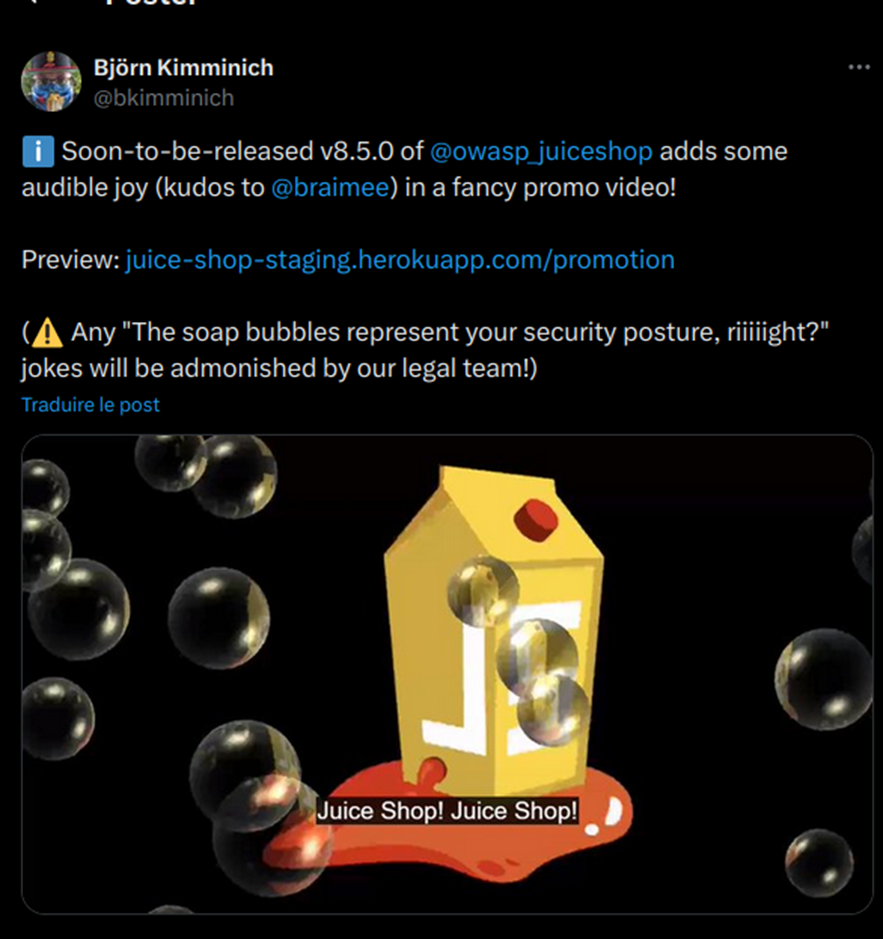 Poster
Björn Kimminich
@bkimminich
ℹ️ Soon-to-be-released v8.5.0 of @owasp_juiceshop adds some
audible joy (kudos to @braimee) in a fancy promo video!
Preview: juice-shop-staging.herokuapp.com/promotion
(⚠️ Any "The soap bubbles represent your security posture, riiiiight?"
jokes will be admonished by our legal team!)
Traduire le post
JS
Juice Shop! Juice Shop!